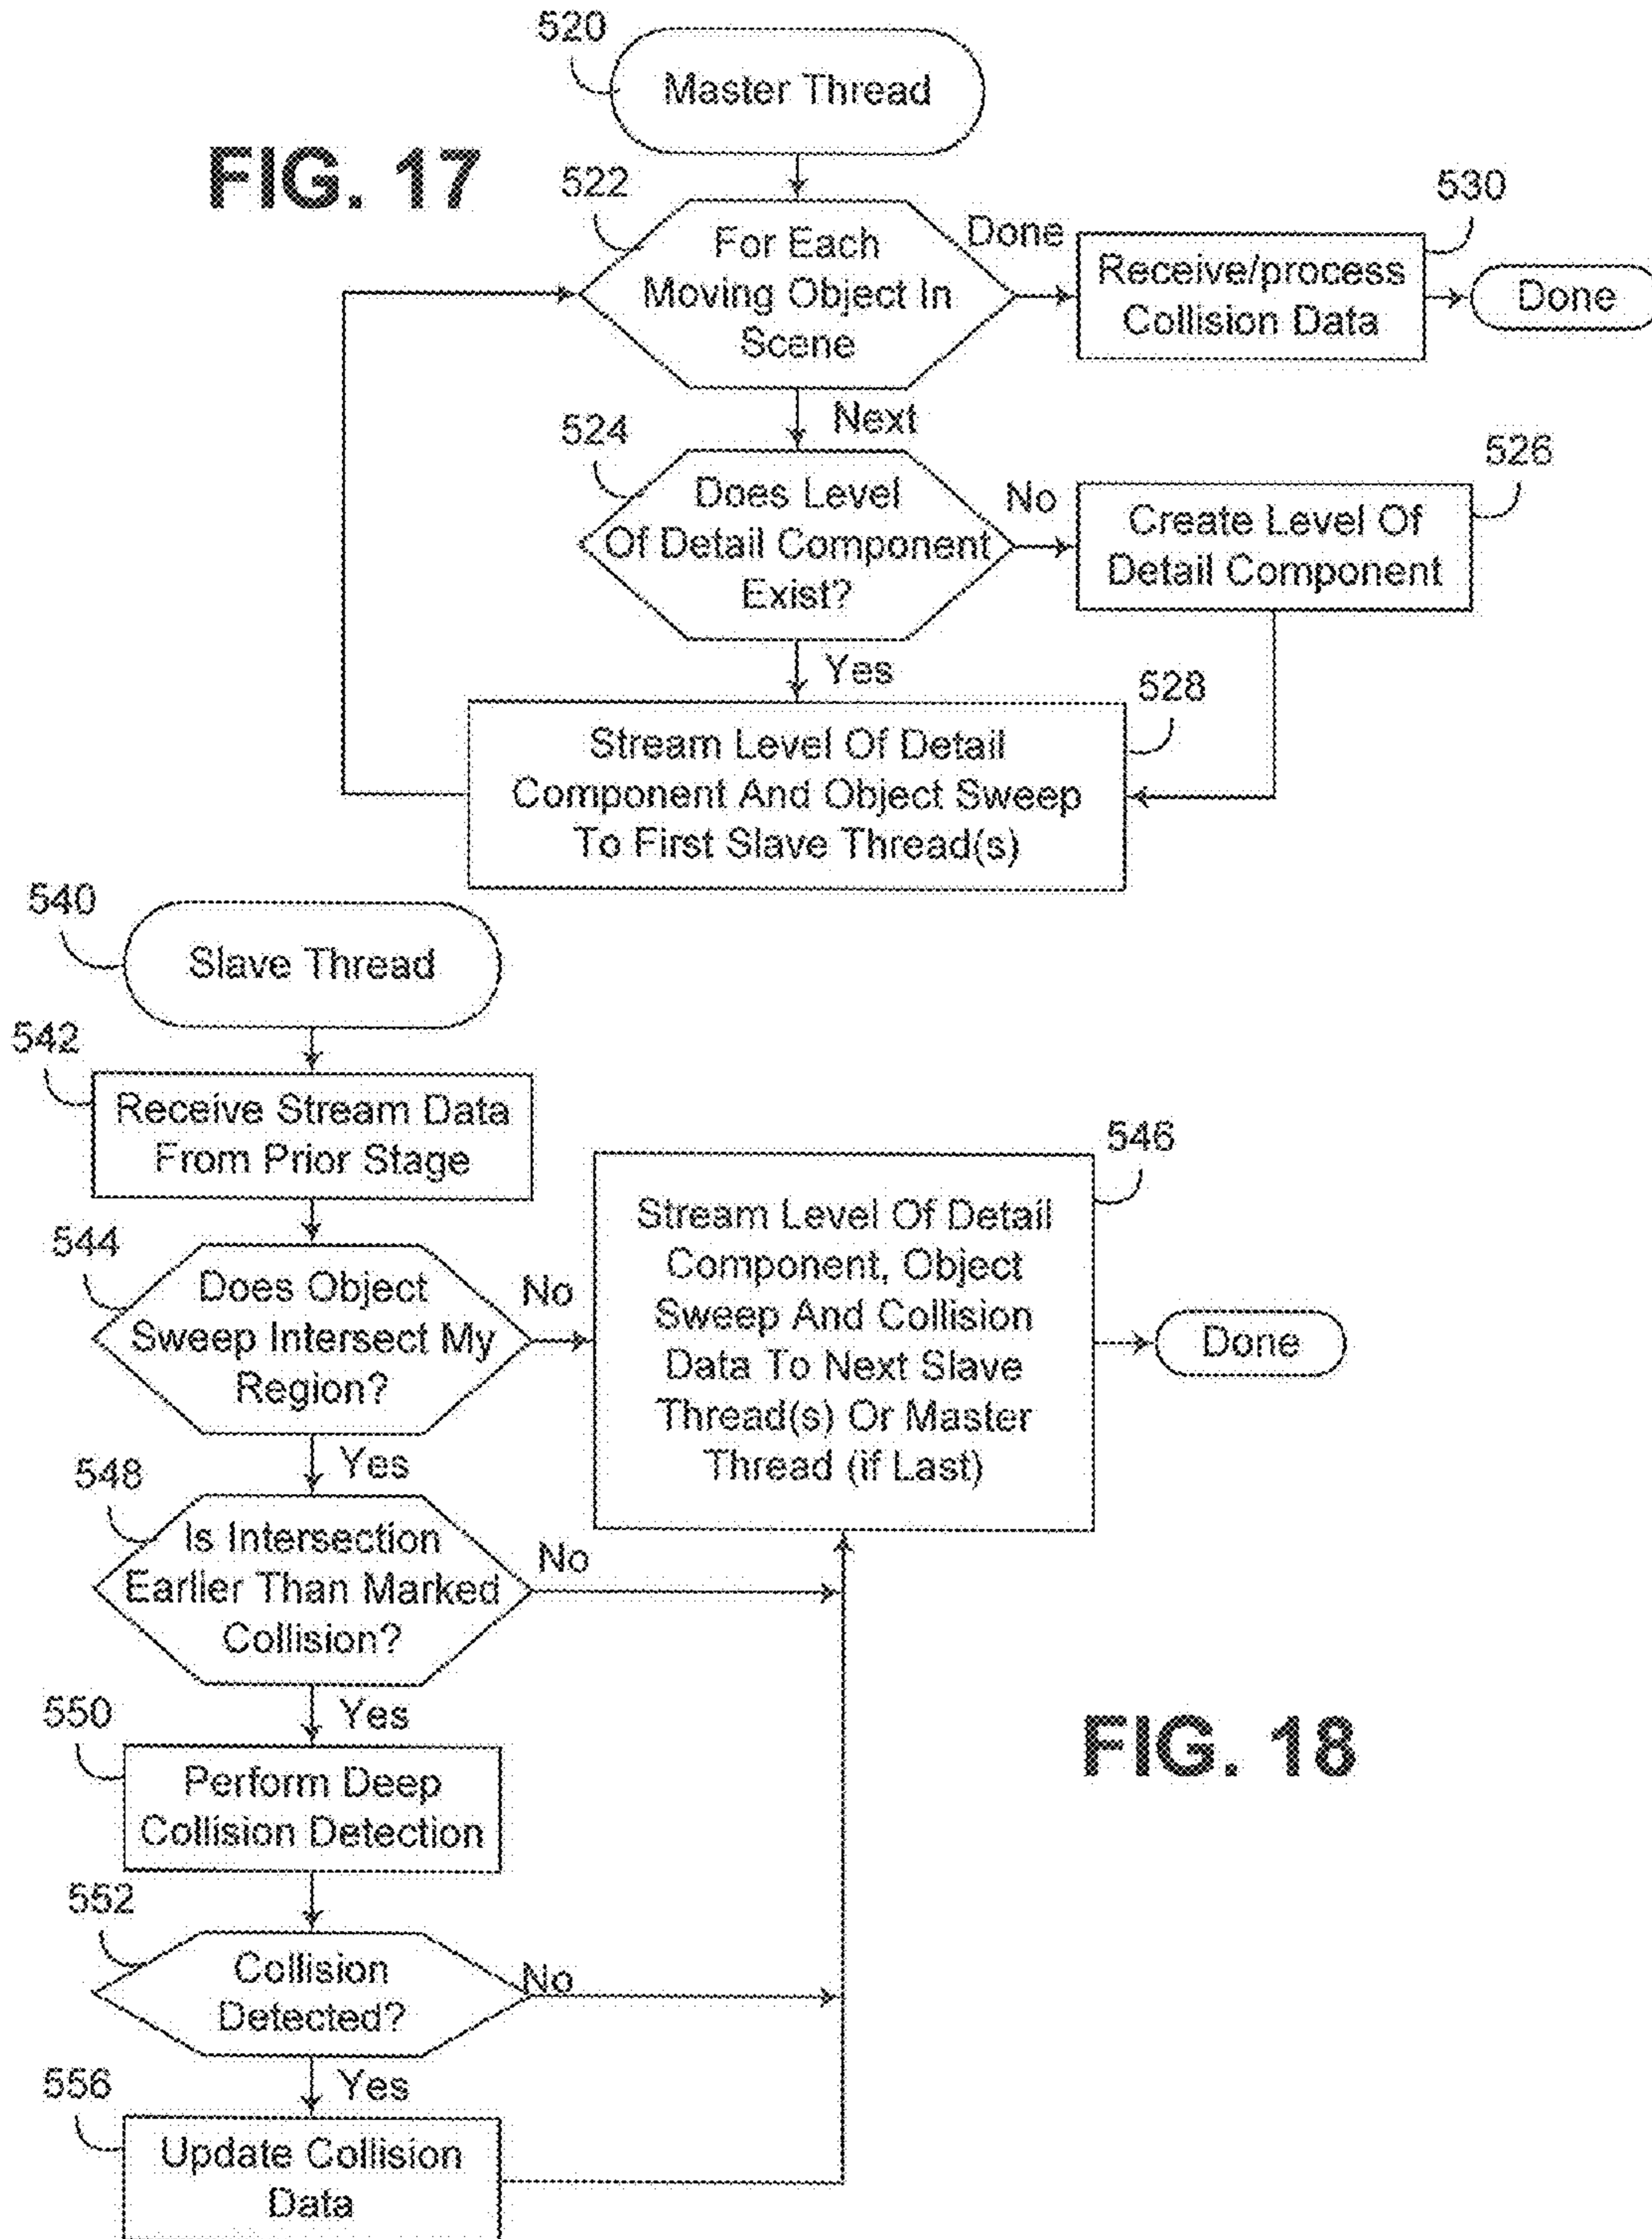 520
Master Thread
FIG. 17
522
For Each
Moving Object In
Scene
Done
530
Receive/process
Collision Data
Done
Next
524
Does Level
Of Detail Component
Exist?
No
526
Create Level Of
Detail Component
Yes
528
Stream Level Of Detail
Component And Object Sweep
To First Slave Thread(s)
540
Slave Thread
542
Receive Stream Data
From Prior Stage
544
Does Object
Sweep Intersect My
Region?
No
546
Stream Level Of Detail
Component, Object
Sweep And Collision
Data To Next Slave
Thread(s) Or Master
Thread (if Last)
Done
Yes
548
Is Intersection
Earlier Than Marked
Collision?
No
Yes
550
Perform Deep
Collision Detection
FIG. 18
552
Collision
Detected?
No
Yes
556
Update Collision
Data